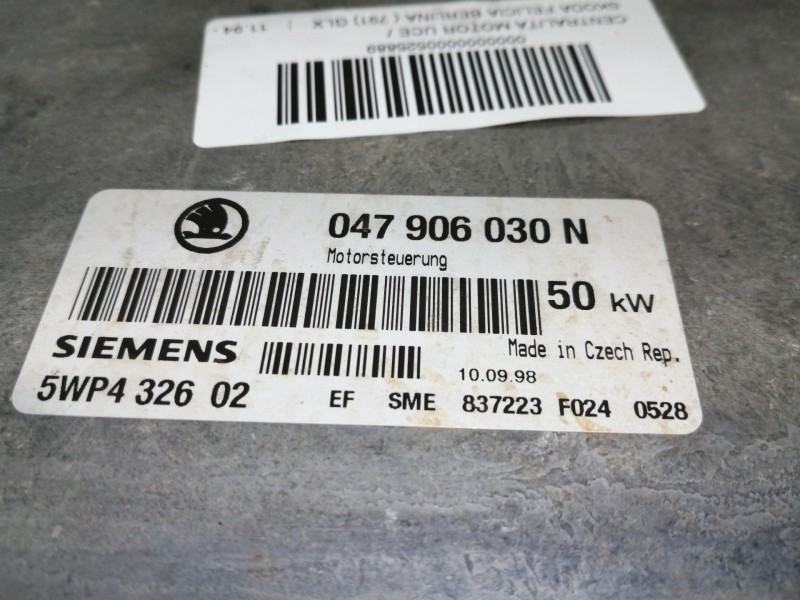 SKODA FELICIA BERLINA ( 791) GLX | 11.94 -
CENTRALITA MOTOR UCE /
0000000000525889
047 906 030 N
Motorsteuerung
50 kW
SIEMENS
Made in Czech Rep.
5WP4 326 02
10.09.98
EF SME 837223 F024 0528